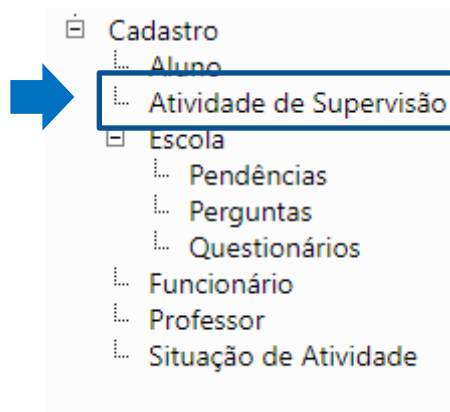 Cadastro
Aluno
Atividade de Supervisão
Escola
Pendências
Perguntas
Questionários
Funcionário
Professor
Situação de Atividade